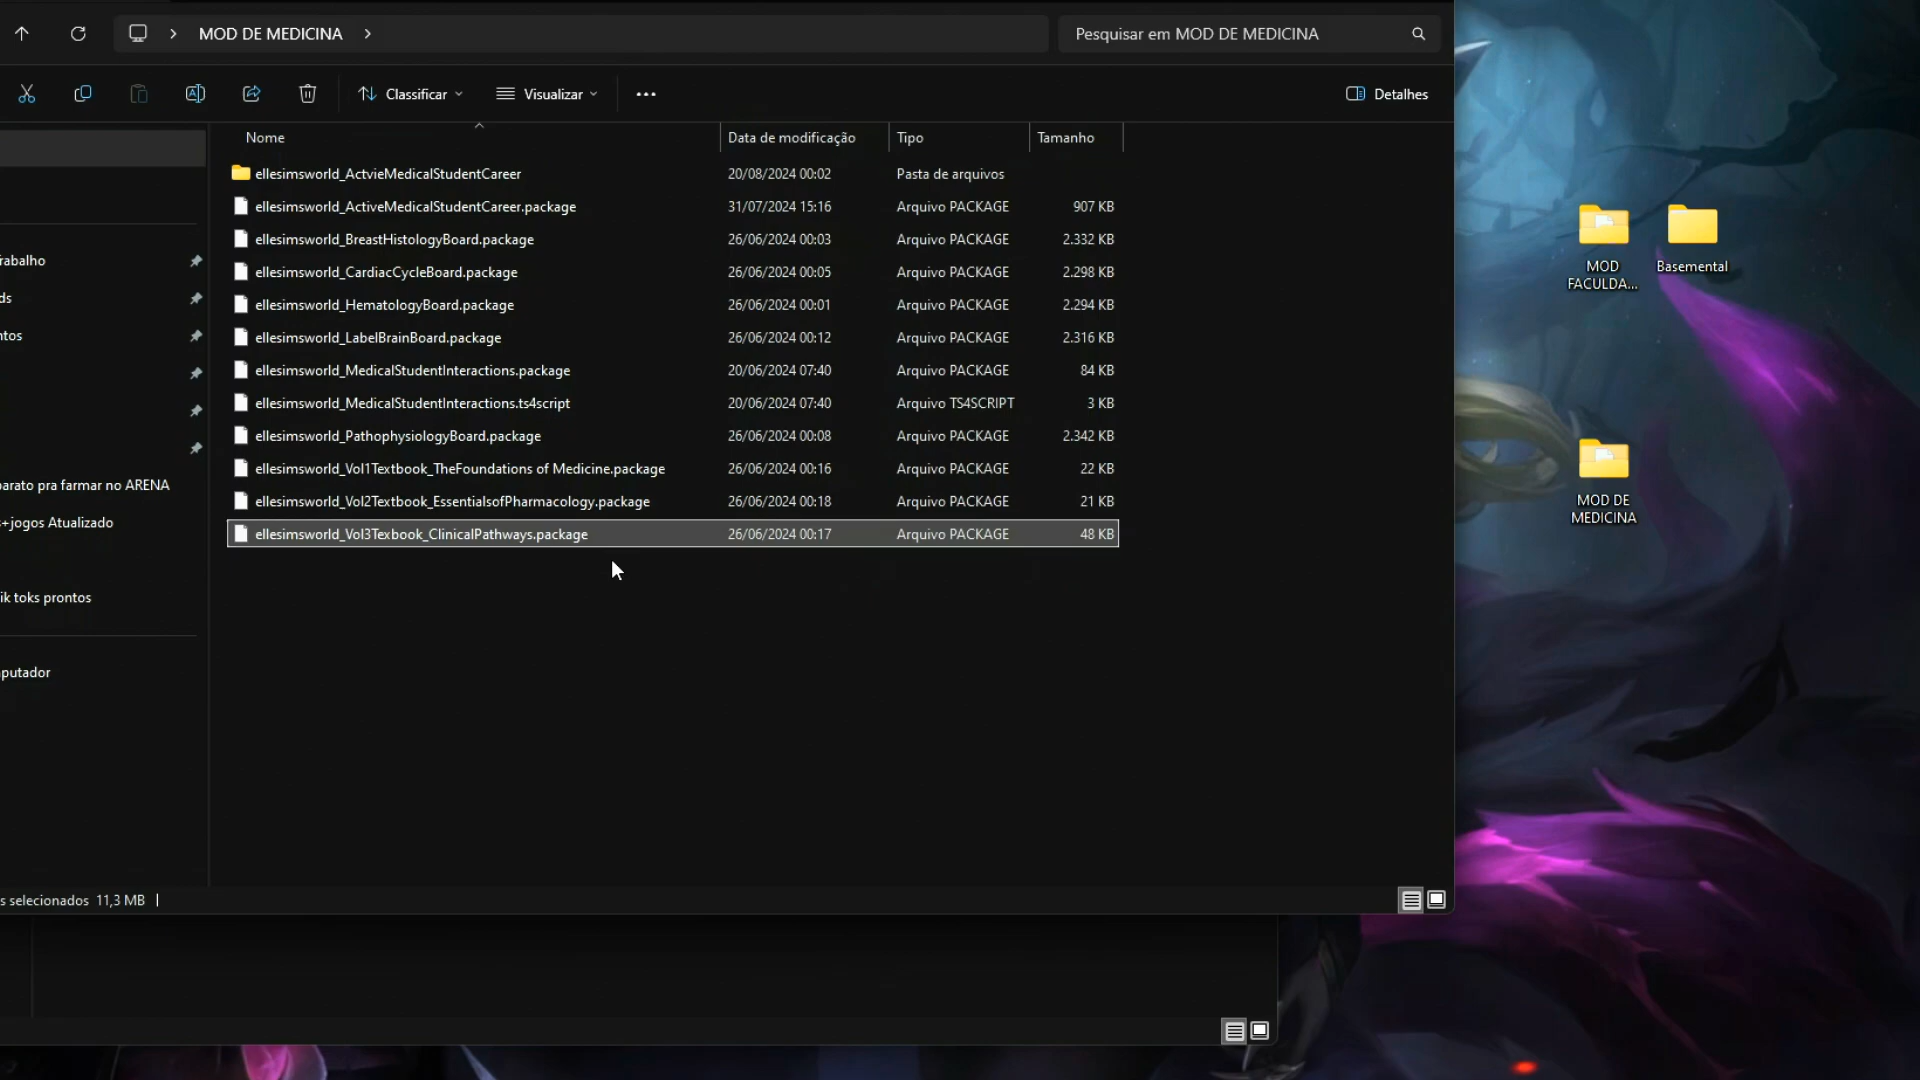 MOD DE MEDICINA
Pesquisar em MOD DE MEDICINA
Classificar
Visualizar
Detalhes
Nome Data de modificação Tipo Tamanho
ellesimsworld_ActvieMedicalStudentCareer 20/08/2024 00:02 Pasta de arquivos
ellesimsworld_ActiveMedicalStudentCareer.package 31/07/2024 15:16 Arquivo PACKAGE 907 KB
ellesimsworld_BreastHistologyBoard.package 26/06/2024 00:03 Arquivo PACKAGE 2.332 KB
ellesimsworld_CardiacCycleBoard.package 26/06/2024 00:05 Arquivo PACKAGE 2.298 KB
ellesimsworld_HematologyBoard.package 26/06/2024 00:01 Arquivo PACKAGE 2.294 KB
ellesimsworld_LabelBrainBoard.package 26/06/2024 00:12 Arquivo PACKAGE 2.316 KB
ellesimsworld_MedicalStudentInteractions.package 20/06/2024 07:40 Arquivo PACKAGE 84 KB
ellesimsworld_MedicalStudentInteractions.ts4script 20/06/2024 07:40 Arquivo TS4SCRIPT 3 KB
ellesimsworld_PathophysiologyBoard.package 26/06/2024 00:08 Arquivo PACKAGE 2.342 KB
ellesimsworld_Vol1Textbook_TheFoundations of Medicine.package 26/06/2024 00:16 Arquivo PACKAGE 22 KB
ellesimsworld_Vol2Textbook_EssentialsofPharmacology.package 26/06/2024 00:18 Arquivo PACKAGE 21 KB
ellesimsworld_Vol3Texbook_ClinicalPathways.package 26/06/2024 00:17 Arquivo PACKAGE 48 KB
rabalho
ds
ntos
arato pra farmar no ARENA
s+jogos Atualizado
ik toks prontos
putador
s selecionados 11,3 MB
MOD
FACULDA...
Basemental
MOD DE
MEDICINA